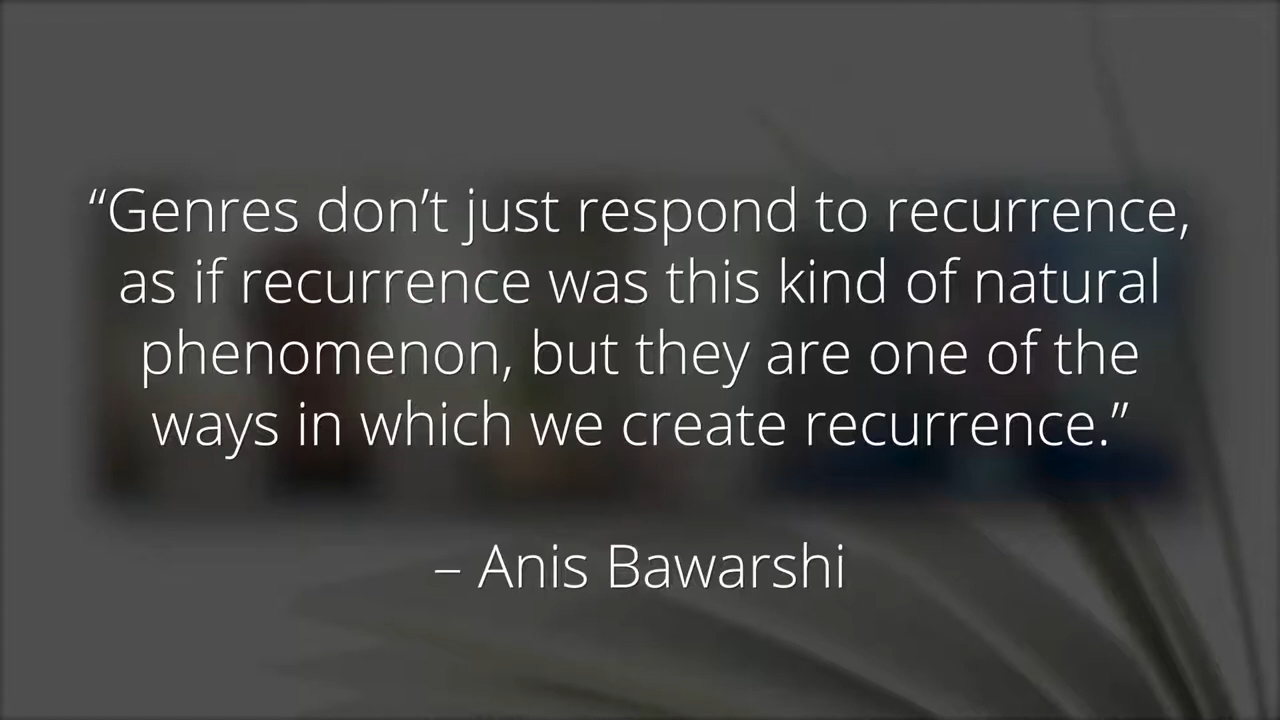 “Genres don’t just respond to recurrence,
as if recurrence was this kind of natural
phenomenon, but they are one of the
ways in which we create recurrence.”
– Anis Bawarshi